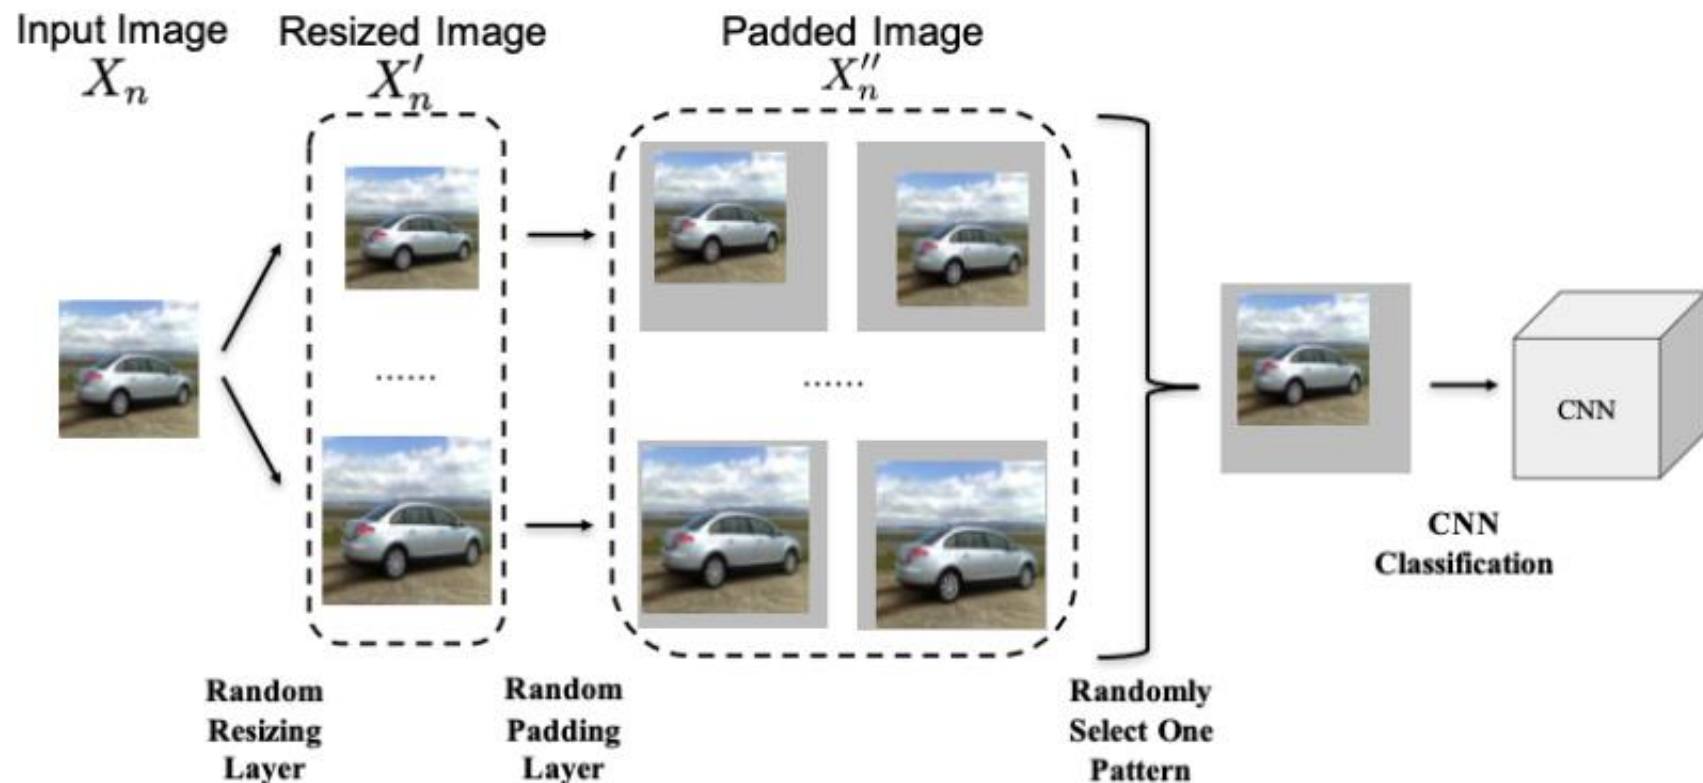 Input Image
Resized Image
Padded Image
X_n
X'_n
X''_n
......
......
CNN
CNN
Classification
Random
Resizing
Layer
Random
Padding
Layer
Randomly
Select One
Pattern